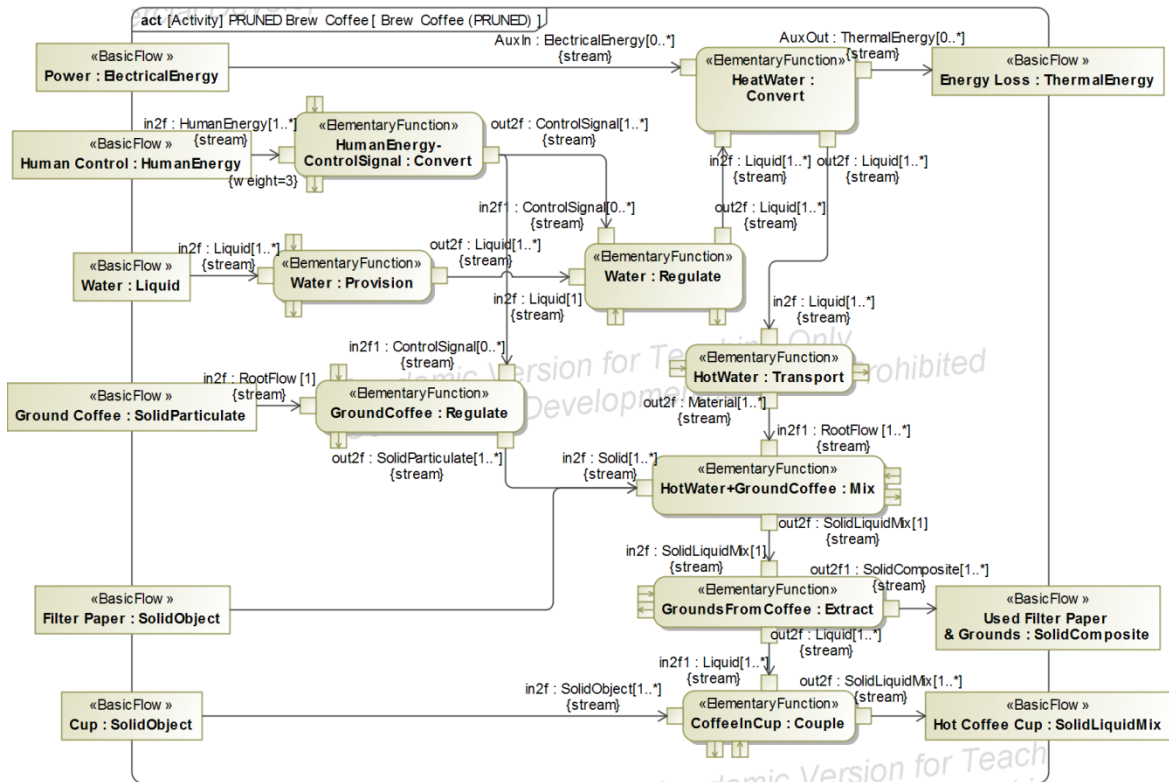 act [Activity] PRUNED Brew Coffee [ Brew Coffee (PRUNED) ]
«BasicFlow»
Power : ElectricalEnergy
AuxIn : ElectricalEnergy[0..*]
{stream}
«ElementaryFunction»
HeatWater :
Convert
AuxOut : ThermalEnergy[0..*]
{stream}
«BasicFlow»
Energy Loss : ThermalEnergy
«BasicFlow»
Human Control : HumanEnergy
in2f : HumanEnergy[1..*]
{stream}
{weight=3}
«ElementaryFunction»
HumanEnergy-
ControlSignal : Convert
out2f : ControlSignal[1..*]
{stream}
in2f : Liquid[1..*]
{stream}
out2f : Liquid[1..*]
{stream}
in2f1 : ControlSignal[0..*]
{stream}
out2f : Liquid[1..*]
{stream}
«BasicFlow»
Water : Liquid
in2f : Liquid[1..*]
{stream}
«ElementaryFunction»
Water : Provision
out2f : Liquid[1..*]
{stream}
in2f : Liquid[1]
{stream}
«ElementaryFunction»
Water : Regulate
in2f : Liquid[1..*]
{stream}
«ElementaryFunction»
HotWater : Transport
out2f : Material[1..*]
{stream}
in2f1 : ControlSignal[0..*]
{stream}
«BasicFlow»
Ground Coffee : SolidParticulate
in2f : RootFlow [1]
{stream}
«ElementaryFunction»
GroundCoffee : Regulate
out2f : SolidParticulate[1..*]
{stream}
in2f : Solid[1..*]
{stream}
in2f1 : RootFlow [1..*]
{stream}
«ElementaryFunction»
HotWater+GroundCoffee : Mix
out2f : SolidLiquidMix[1]
{stream}
in2f : SolidLiquidMix[1]
{stream}
«BasicFlow»
Filter Paper : SolidObject
«ElementaryFunction»
GroundsFromCoffee : Extract
out2f1 : SolidComposite[1..*]
{stream}
«BasicFlow»
Used Filter Paper
& Grounds : SolidComposite
out2f : Liquid[1..*]
{stream}
in2f1 : Liquid[1..*]
{stream}
«BasicFlow»
Cup : SolidObject
in2f : SolidObject[1..*]
{stream}
«ElementaryFunction»
CoffeeInCup : Couple
out2f : SolidLiquidMix[1..*]
{stream}
«BasicFlow»
Hot Coffee Cup : SolidLiquidMix
Version for Teaching Only
Development
Version for Teach